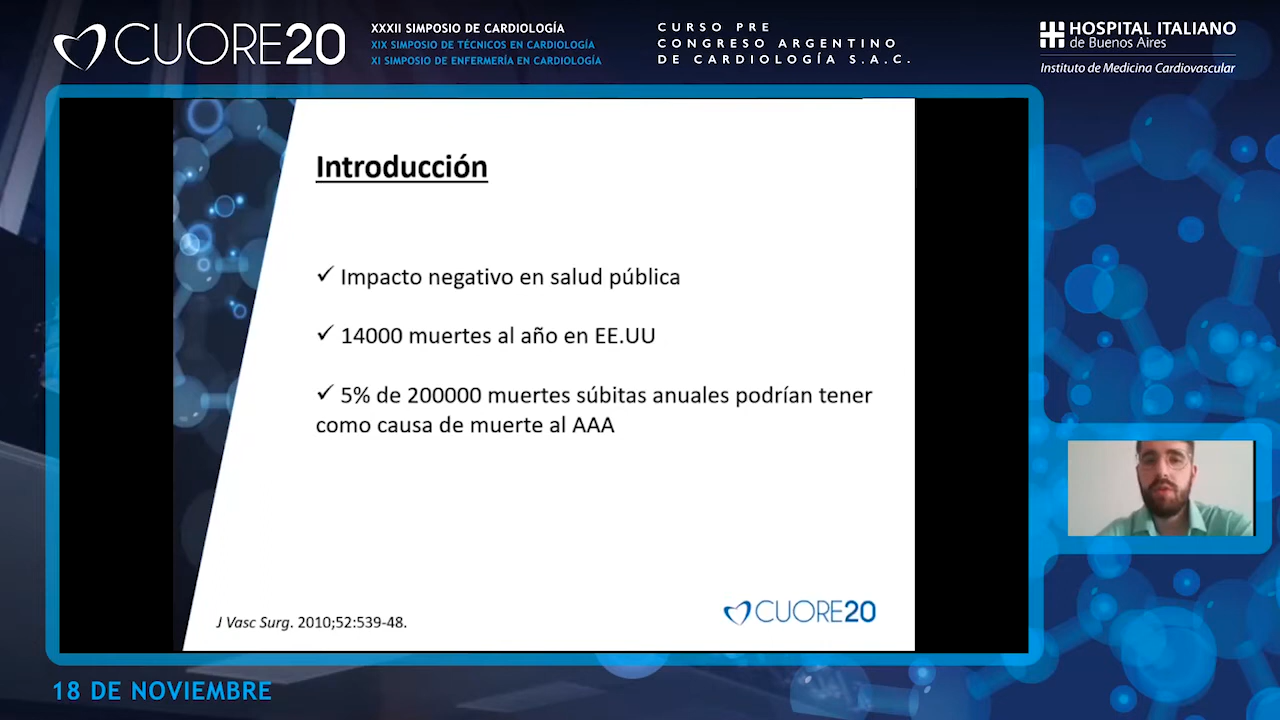 CUORE20
XXXII SIMPOSIO DE CARDIOLOGÍA
XIX SIMPOSIO DE TÉCNICOS EN CARDIOLOGÍA
XI SIMPOSIO DE ENFERMERÍA EN CARDIOLOGÍA
CURSO PRE
CONGRESO ARGENTINO
DE CARDIOLOGÍA S.A.C.
HOSPITAL ITALIANO
de Buenos Aires
Instituto de Medicina Cardiovascular
Introducción
✓ Impacto negativo en salud pública
✓ 14000 muertes al año en EE.UU
✓ 5% de 200000 muertes súbitas anuales podrían tener
como causa de muerte al AAA
J Vasc Surg. 2010;52:539-48.
CUORE20
18 DE NOVIEMBRE